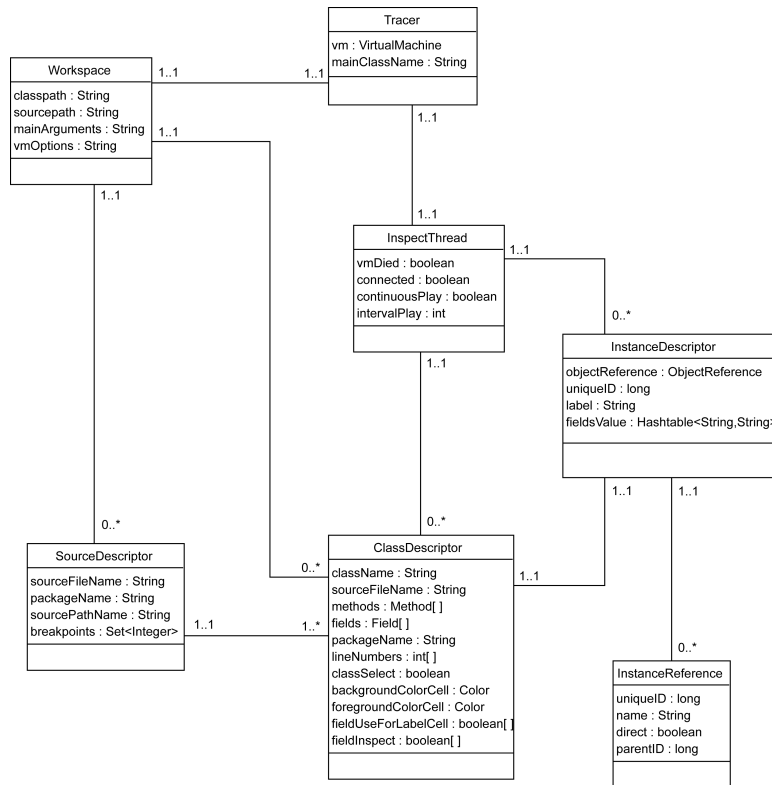 Tracer
vm : VirtualMachine
mainClassName : String
Workspace
classpath : String
sourcepath : String
mainArguments : String
vmOptions : String
1..1
1..1
1..1
1..1
1..1
1..1
InspectThread
vmDied : boolean
connected : boolean
continuousPlay : boolean
intervalPlay : int
1..1
1..1
0..*
InstanceDescriptor
objectReference : ObjectReference
uniqueID : long
label : String
fieldsValue : Hashtable<String,String>
1..1
1..1
0..*
0..*
0..*
SourceDescriptor
sourceFileName : String
packageName : String
sourcePathName : String
breakpoints : Set<Integer>
1..1
1..*
ClassDescriptor
className : String
sourceFileName : String
methods : Method[ ]
fields : Field[ ]
packageName : String
lineNumbers : int[ ]
classSelect : boolean
backgroundColorCell : Color
foregroundColorCell : Color
fieldUseForLabelCell : boolean[ ]
fieldInspect : boolean[ ]
1..1
0..*
InstanceReference
uniqueID : long
name : String
direct : boolean
parentID : long